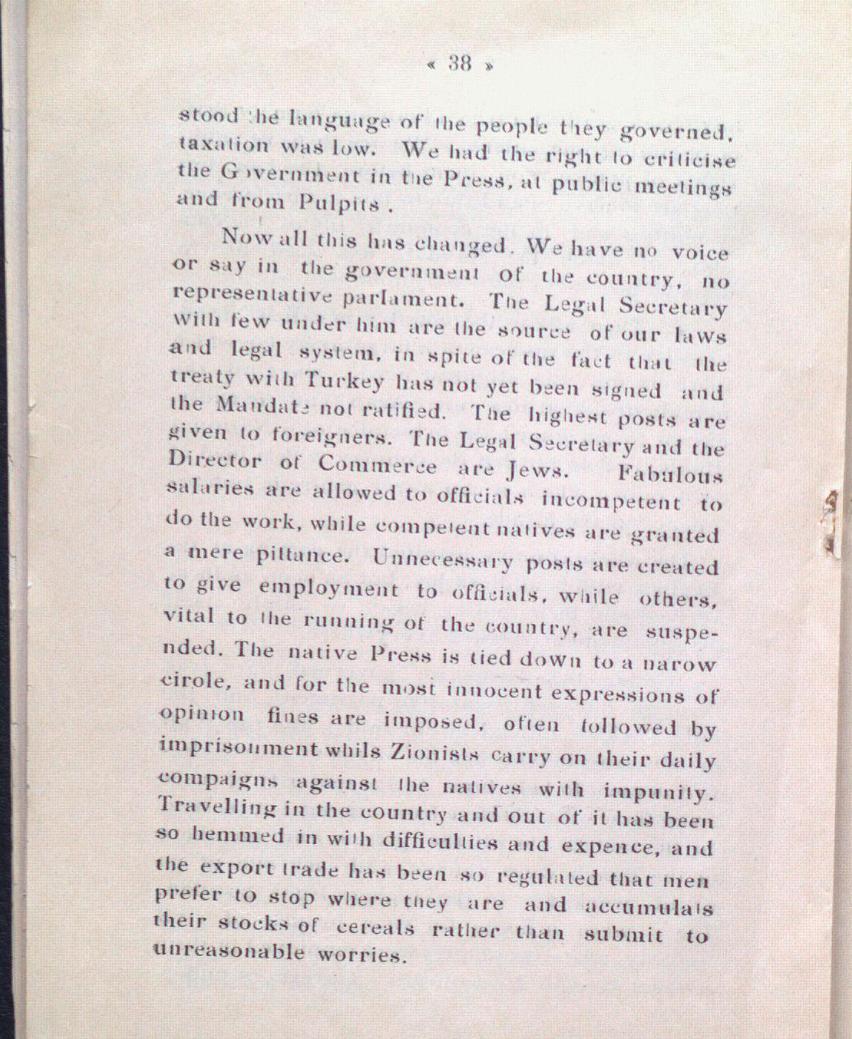 « 38 »
stood the language of the people they governed,
taxation was low. We had the right to criticise
the Government in the Press, at public meetings
and from Pulpits .
Now all this has changed. We have no voice
or say in the government of the country, no
representative parlament. The Legal Secretary
with few under him are the source of our laws
and legal system, in spite of the fact that the
treaty with Turkey has not yet been signed and
the Mandate not ratified. The highest posts are
given to foreigners. The Legal Secretary and the
Director of Commerce are Jews. Fabulous
salaries are allowed to officials incompetent to
do the work, while competent natives are granted
a mere pittance. Unnecessary posts are created
to give employment to officials, while others,
vital to the running of the country, are suspe-
nded. The native Press is tied down to a narow
cirole, and for the most innocent expressions of
opinion fines are imposed, often followed by
imprisonment whils Zionists carry on their daily
compaigns against the natives with impunity.
Travelling in the country and out of it has been
so hemmed in with difficulties and expence, and
the export trade has been so regulated that men
prefer to stop where they are and accumulats
their stocks of cereals rather than submit to
unreasonable worries.